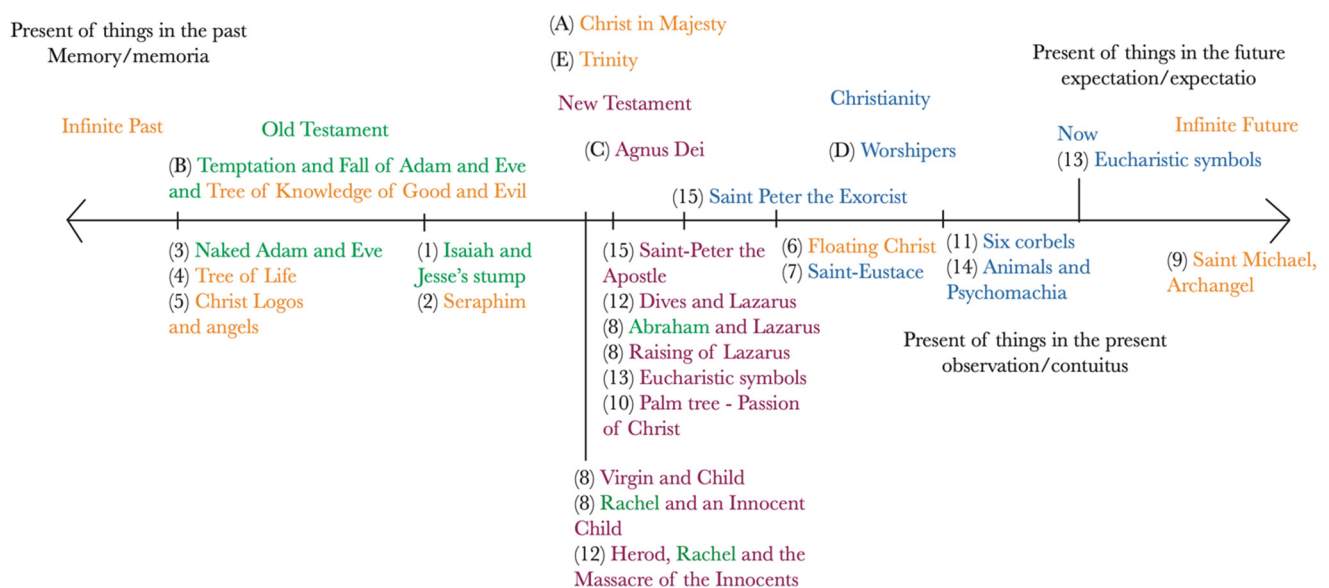 Present of things in the past
Memory/memoria
(A) Christ in Majesty
(E) Trinity
Present of things in the future
expectation/expectatio
New Testament
Christianity
Infinite Past
Old Testament
Now
Infinite Future
(B) Temptation and Fall of Adam and Eve
and Tree of Knowledge of Good and Evil
(C) Agnus Dei
(D) Worshipers
(13) Eucharistic symbols
(15) Saint Peter the Exorcist
(3) Naked Adam and Eve
(4) Tree of Life
(5) Christ Logos
and angels
(1) Isaiah and
Jesse's stump
(2) Seraphim
(15) Saint-Peter the
Apostle
(12) Dives and Lazarus
(8) Abraham and Lazarus
(8) Raising of Lazarus
(13) Eucharistic symbols
(10) Palm tree - Passion
of Christ
(6) Floating Christ
(7) Saint-Eustace
(11) Six corbels
(14) Animals and
Psychomachia
(9) Saint Michael,
Archangel
Present of things in the present
observation/contuitus
(8) Virgin and Child
(8) Rachel and an Innocent
Child
(12) Herod, Rachel and the
Massacre of the Innocents